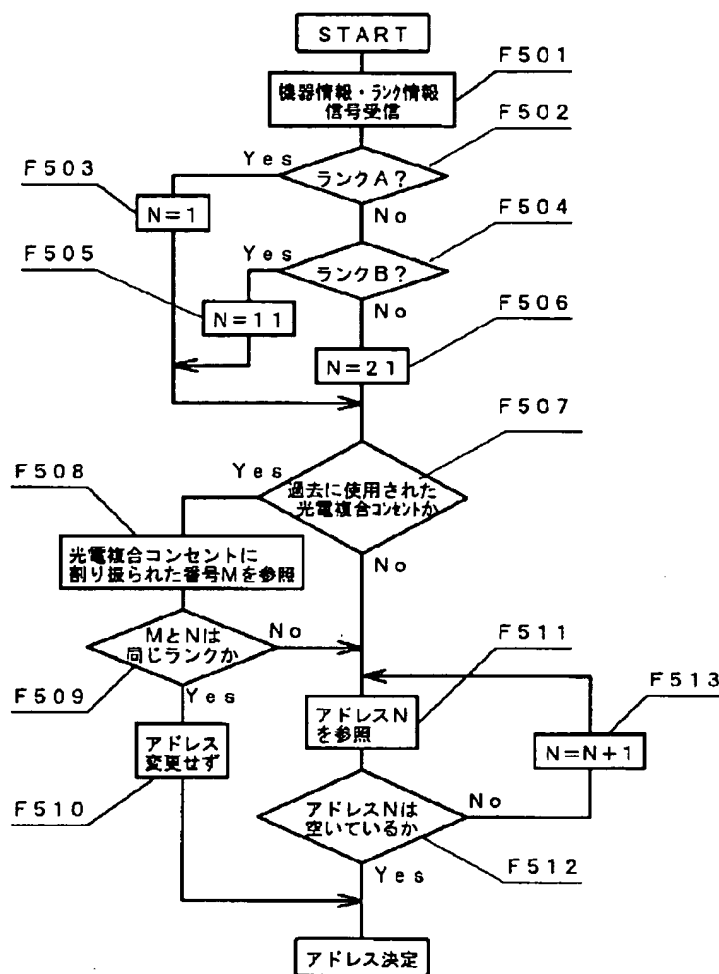 START
F501
機器情報・ランク情報
信号受信
F502
Yes
ランクA?
F503
No
N=1
F504
F505
Yes
ランクB?
No
F506
N=11
N=21
F507
F508
Yes
過去に使用された
光電複合コンセントか
No
光電複合コンセントに
割り振られた番号Mを参照
MとNは
同じランクか
No
F511
F509
Yes
F513
アドレスN
を参照
N=N+1
アドレス
変更せず
F510
アドレスNは
空いているか
No
Yes
F512
アドレス決定